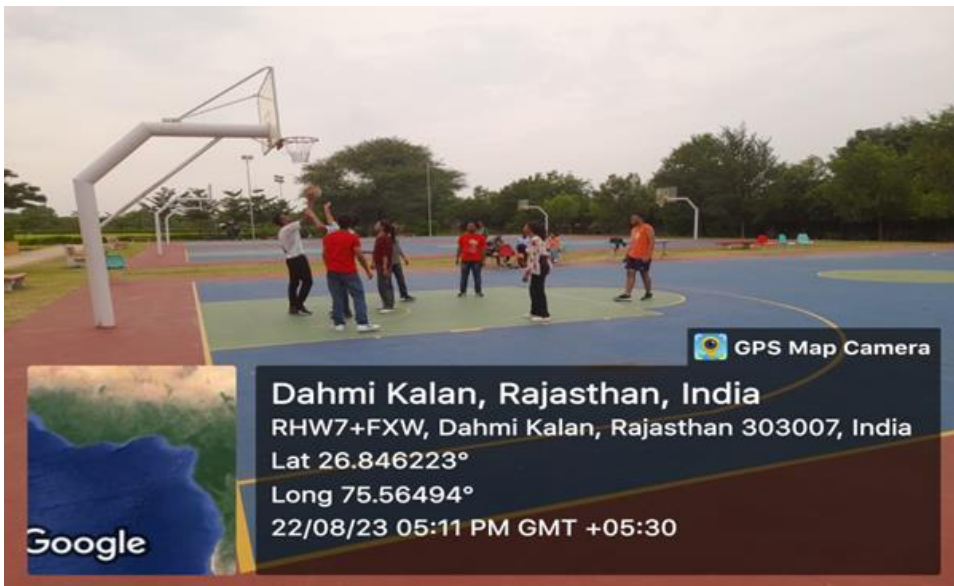 GPS Map Camera
Dahmi Kalan, Rajasthan, India
RHW7+FXW, Dahmi Kalan, Rajasthan 303007, India
Lat 26.846223°
Long 75.56494°
22/08/23 05:11 PM GMT +05:30
Google